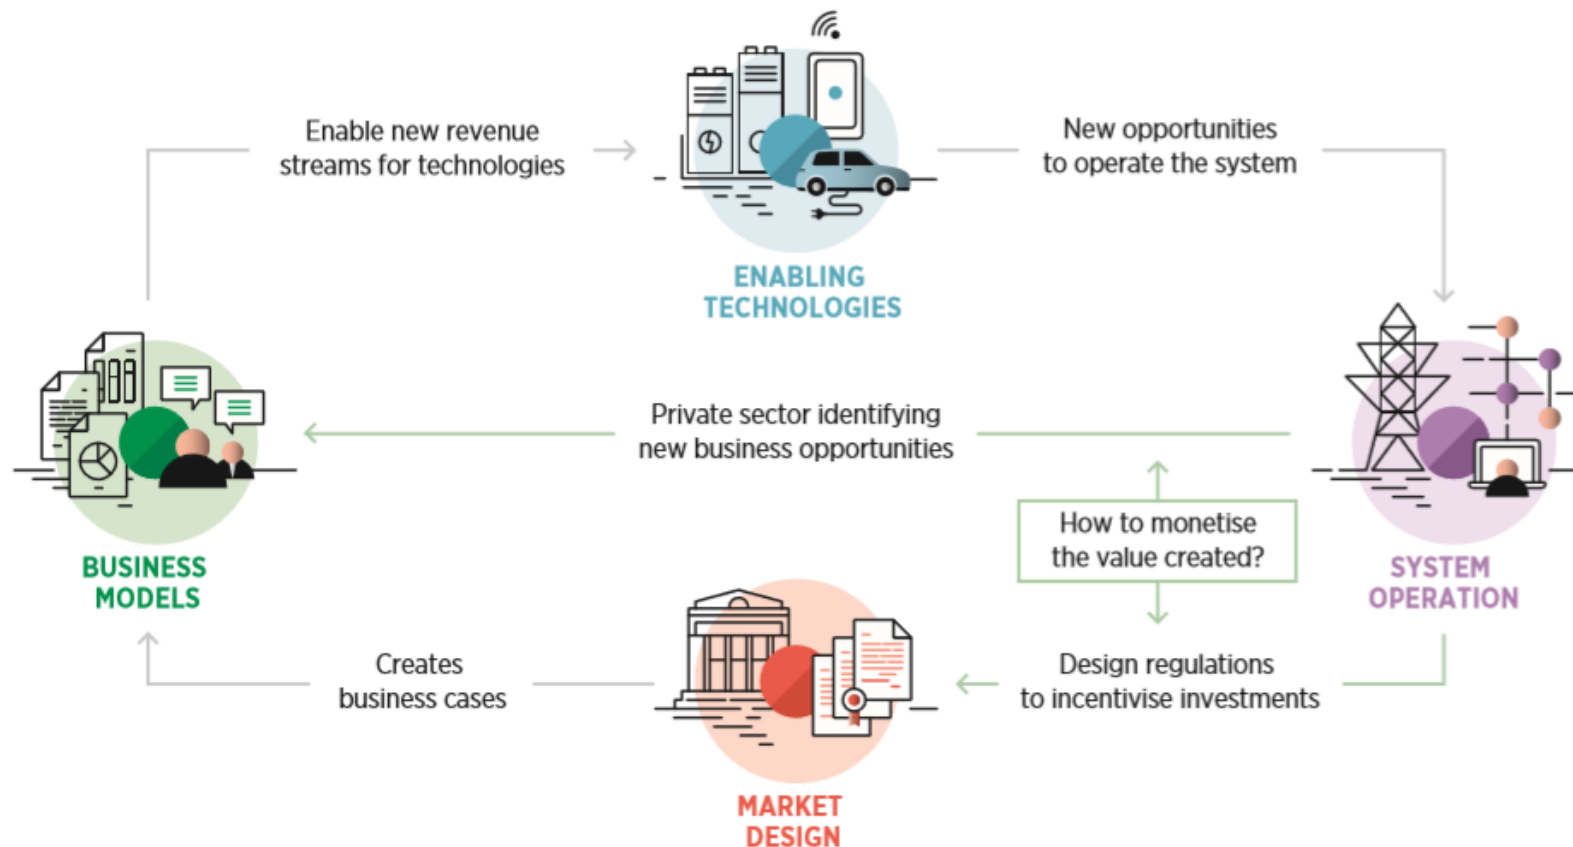 Enable new revenue
streams for technologies
New opportunities
to operate the system
ENABLING
TECHNOLOGIES
Private sector identifying
new business opportunities
How to monetise
the value created?
BUSINESS
MODELS
SYSTEM
OPERATION
Creates
business cases
Design regulations
to incentivise investments
MARKET
DESIGN